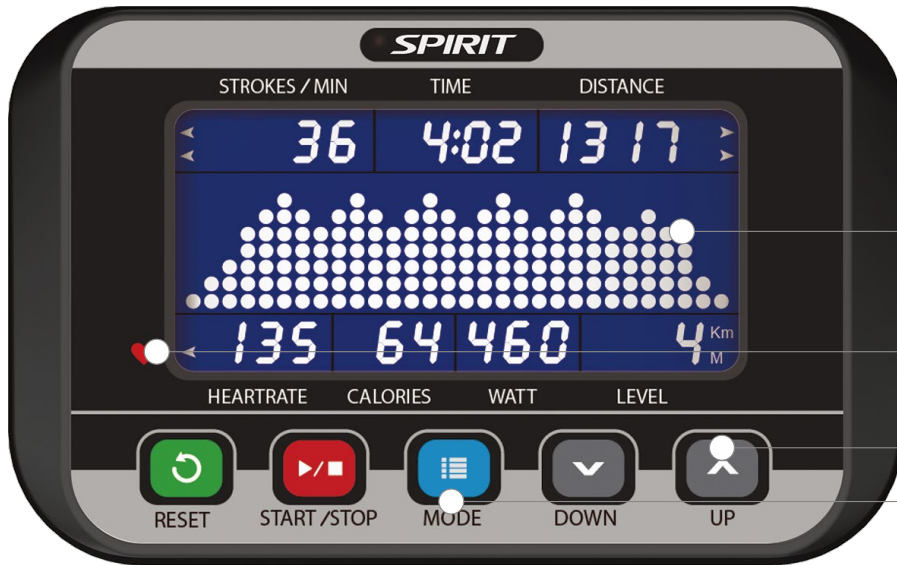 SPIRIT
STROKES / MIN TIME DISTANCE
36 4:02 1317
135 64 460 4 Km
M
HEARTRATE CALORIES WATT LEVEL
RESET START /STOP MODE DOWN UP